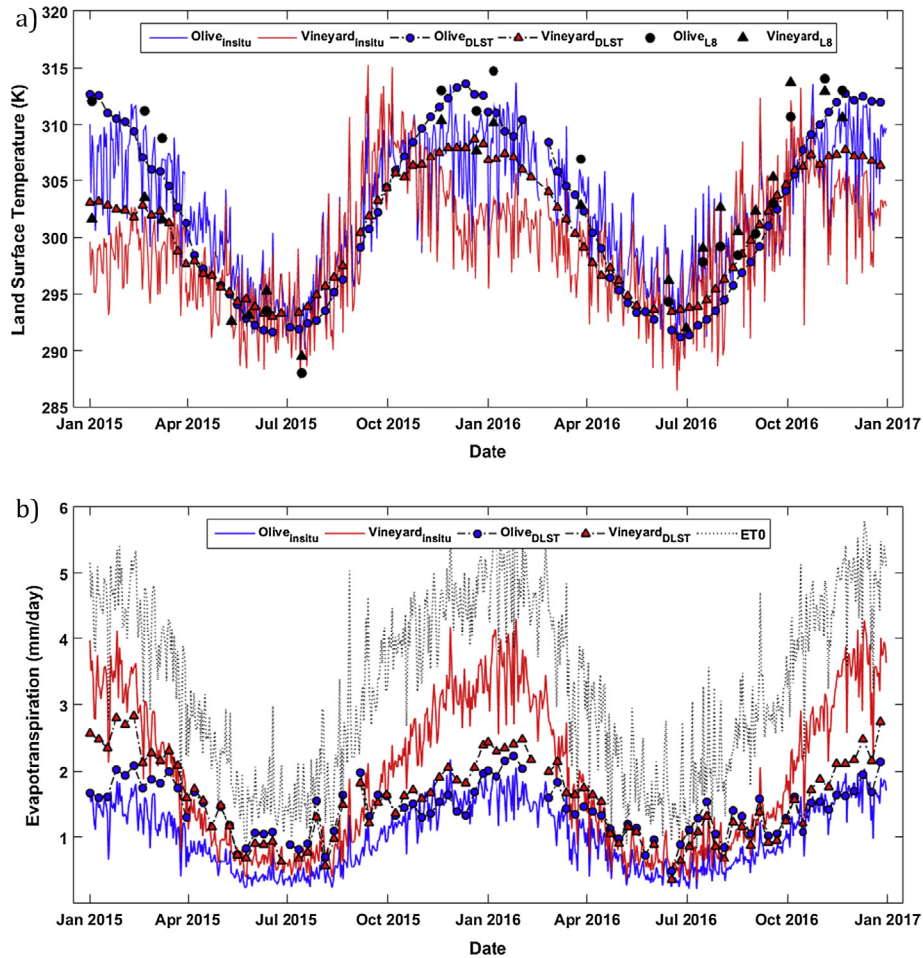 a)
320
315
310
305
300
295
290
285
Land Surface Temperature (K)
Olive_insitu Vineyard_insitu Olive_DLST Vineyard_DLST Olive_L8 Vineyard_L8
Jan 2015 Apr 2015 Jul 2015 Oct 2015 Jan 2016 Apr 2016 Jul 2016 Oct 2016 Jan 2017
Date
b)
6
5
4
3
2
1
Evapotranspiration (mm/day)
Olive_insitu Vineyard_insitu Olive_DLST Vineyard_DLST ET0
Jan 2015 Apr 2015 Jul 2015 Oct 2015 Jan 2016 Apr 2016 Jul 2016 Oct 2016 Jan 2017
Date